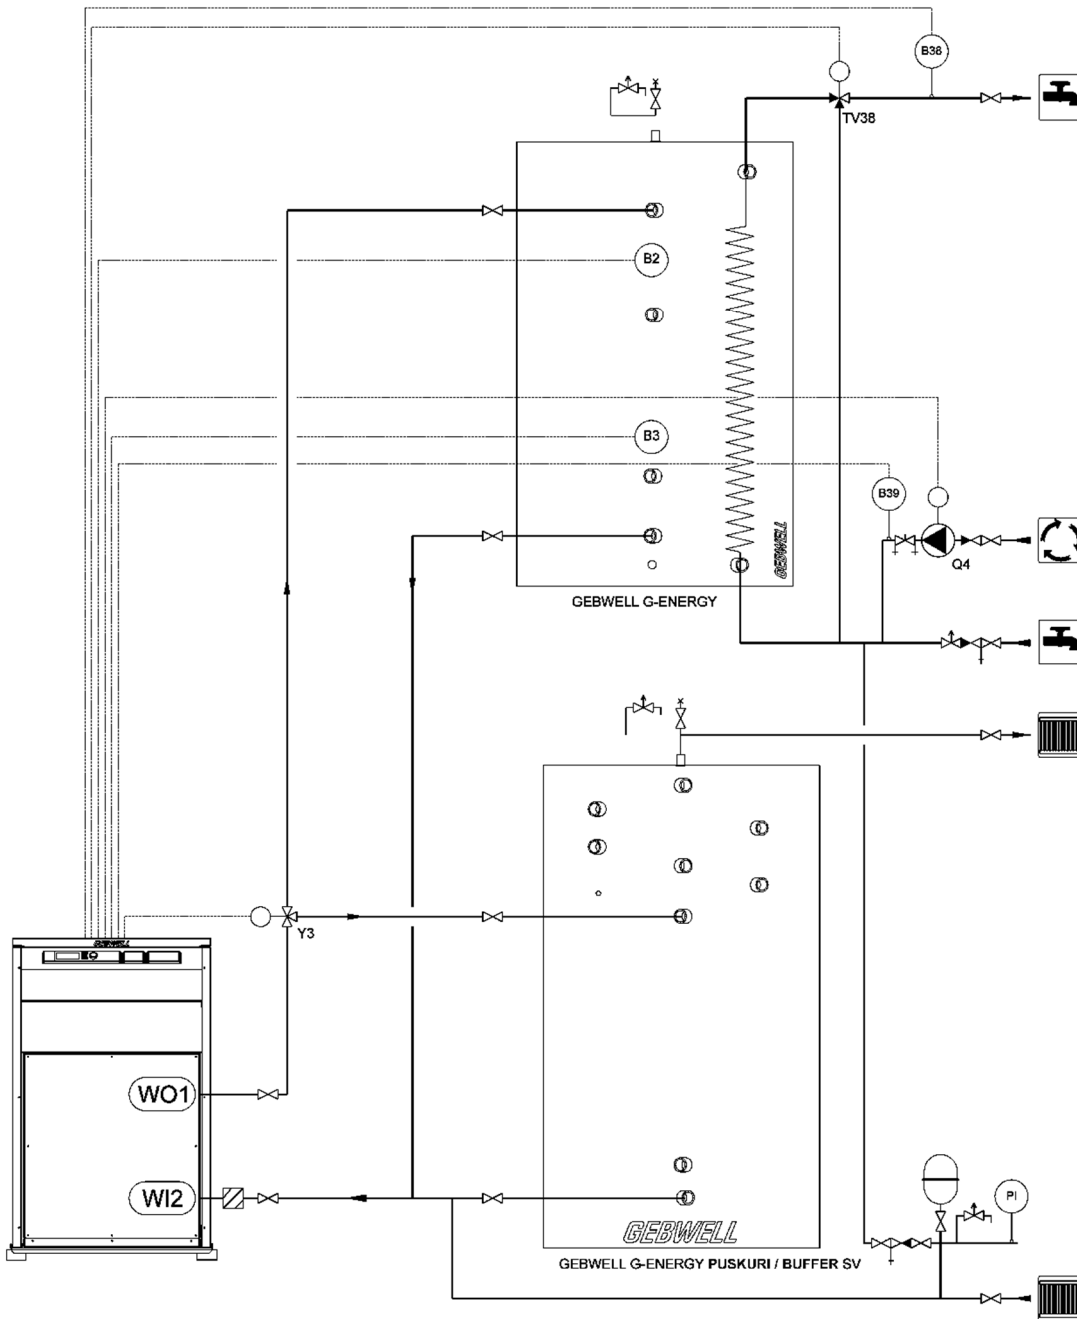 B38
TV38
B2
B3
B39
GEBWELL
Q4
GEBWELL G-ENERGY
Y3
GEBWELL
WO1
WI2
PI
GEBWELL
GEBWELL G-ENERGY PUSKURI / BUFFER SV